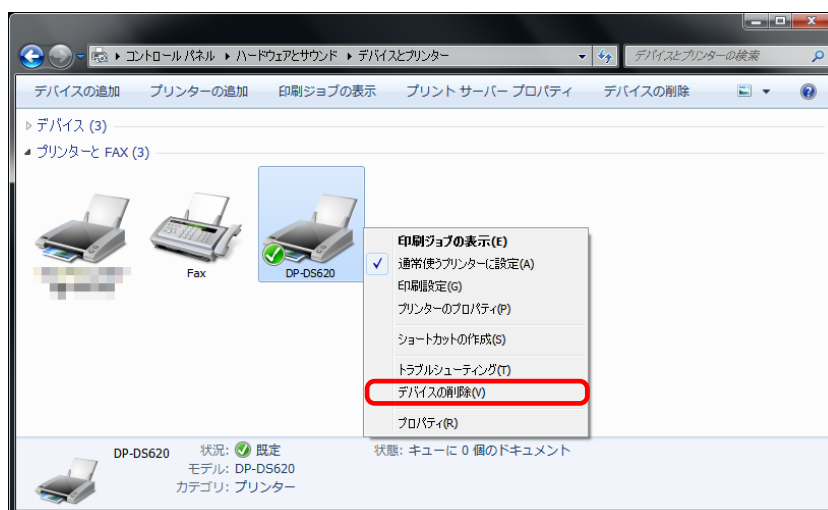 コントロール パネル ▸ ハードウェアとサウンド ▸ デバイスとプリンター
デバイスとプリンターの検索
デバイスの追加 プリンターの追加 印刷ジョブの表示 プリント サーバー プロパティ デバイスの削除
デバイス (3)
プリンターと FAX (3)
Fax
DP-DS620
印刷ジョブの表示(E)
通常使うプリンターに設定(A)
印刷設定(G)
プリンターのプロパティ(P)
ショートカットの作成(S)
トラブルシューティング(T)
デバイスの削除(V)
プロパティ(R)
DP-DS620 状況: 既定 状態: キューに 0 個のドキュメント
モデル: DP-DS620
カテゴリ: プリンター